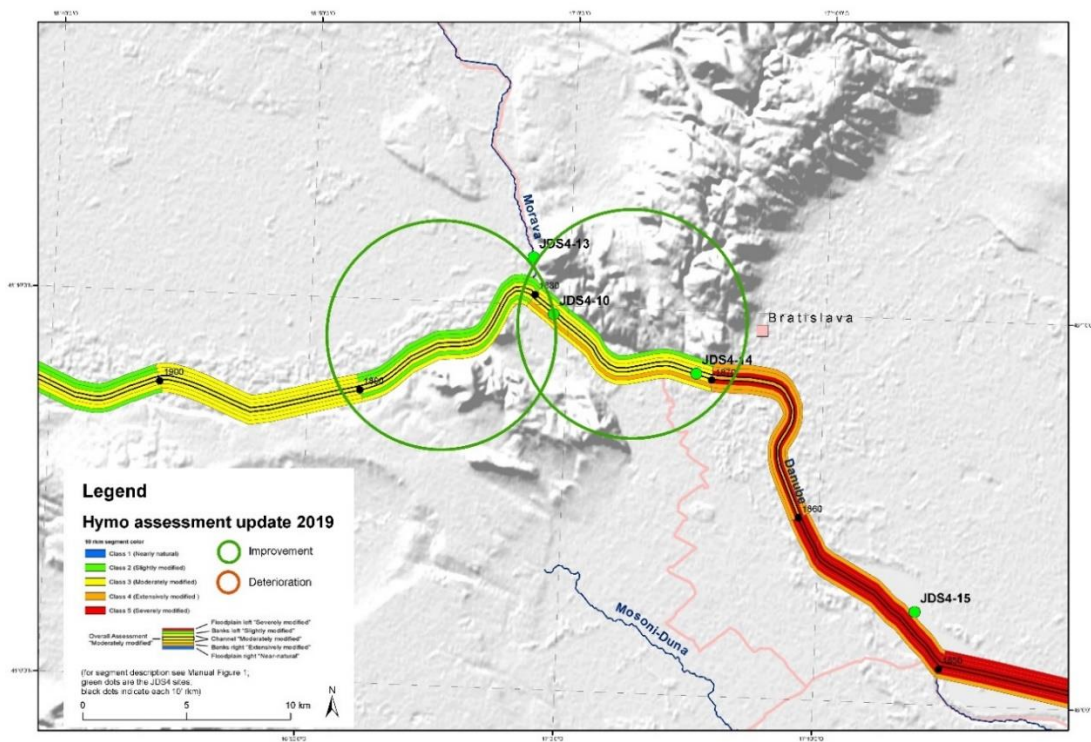 Morava
JDS4-13
1880
JDS4-10
Bratislava
1900
1890
JDS4-14
1870
Danube
1860
JDS4-15
1850
Mosoni-Duna
Legend
Hymo assessment update 2019
10 rkm segment color
Class 1 (Nearly natural)
Class 2 (Slightly modified)
Class 3 (Moderately modified)
Class 4 (Extensively modified )
Class 5 (Severely modified)
Improvement
Deterioration
Floodplain left "Severely modified"
Banks left "Slightly modified"
Overall Assessment
"Moderately modified"
Channel "Moderately modified"
Banks right "Extensively modified"
Floodplain right "Near-natural"
(for segment description see Manual Figure 1;
green dots are the JDS4 sites,
black dots indicate each 10' rkm)
N
0 5 10 km